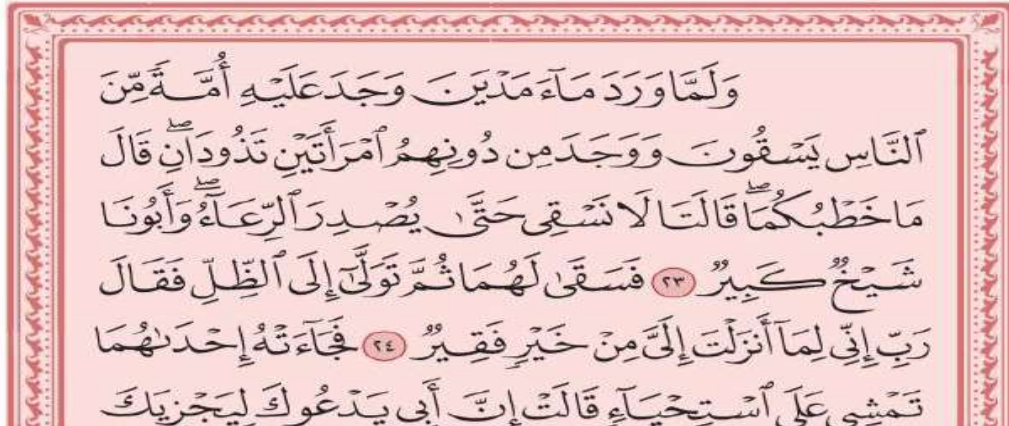 وَلَمَّا وَرَدَ مَآءَ مَدْيَنَ وَجَدَ عَلَيْهِ أُمَّةً مِّنَ
ٱلنَّاسِ يَسْقُونَ وَوَجَدَ مِن دُونِهِمُ ٱمْرَأَتَيْنِ تَذُودَانِۖ قَالَ
مَا خَطْبُكُمَاۖ قَالَتَا لَا نَسْقِى حَتَّىٰ يُصْدِرَ ٱلرِّعَآءُۖ وَأَبُونَا
شَيْخٌ كَبِيرٌ ٢٣ فَسَقَىٰ لَهُمَا ثُمَّ تَوَلَّىٰٓ إِلَى ٱلظِّلِّ فَقَالَ
رَبِّ إِنِّى لِمَآ أَنزَلْتَ إِلَىَّ مِنْ خَيْرٍ فَقِيرٌ ٢٤ فَجَآءَتْهُ إِحْدَىٰهُمَا
تَمْشِى عَلَى ٱسْتِحْيَآءٍ قَالَتْ إِنَّ أَبِى يَدْعُوكَ لِيَجْزِيَكَ